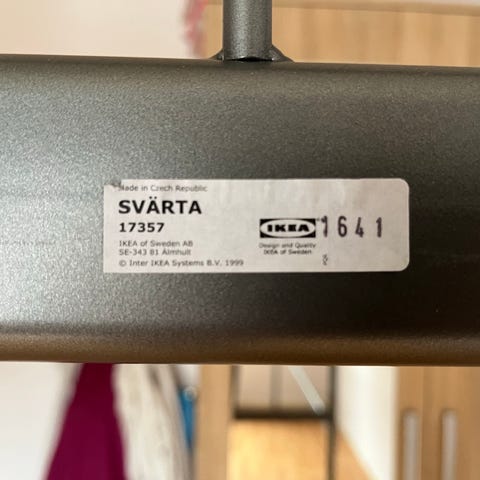 Made in Czech Republic
SVÄRTA
17357
IKEA of Sweden AB
SE-343 81 Älmhult
© Inter IKEA Systems B.V. 1999
IKEA
1641
Design and Quality
IKEA of Sweden